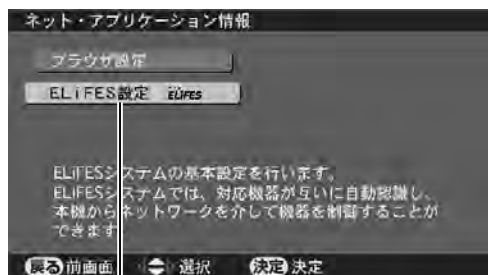 ネット・アプリケーション情報
ブラウザ設定
ELiFES設定 ELiFES
ELiFESシステムの基本設定を行います。
ELiFESシステムでは、対応機器が互いに自動認識し、
本機からネットワークを介して機器を制御することが
できます
戻る 前画面 選択 決定 決定